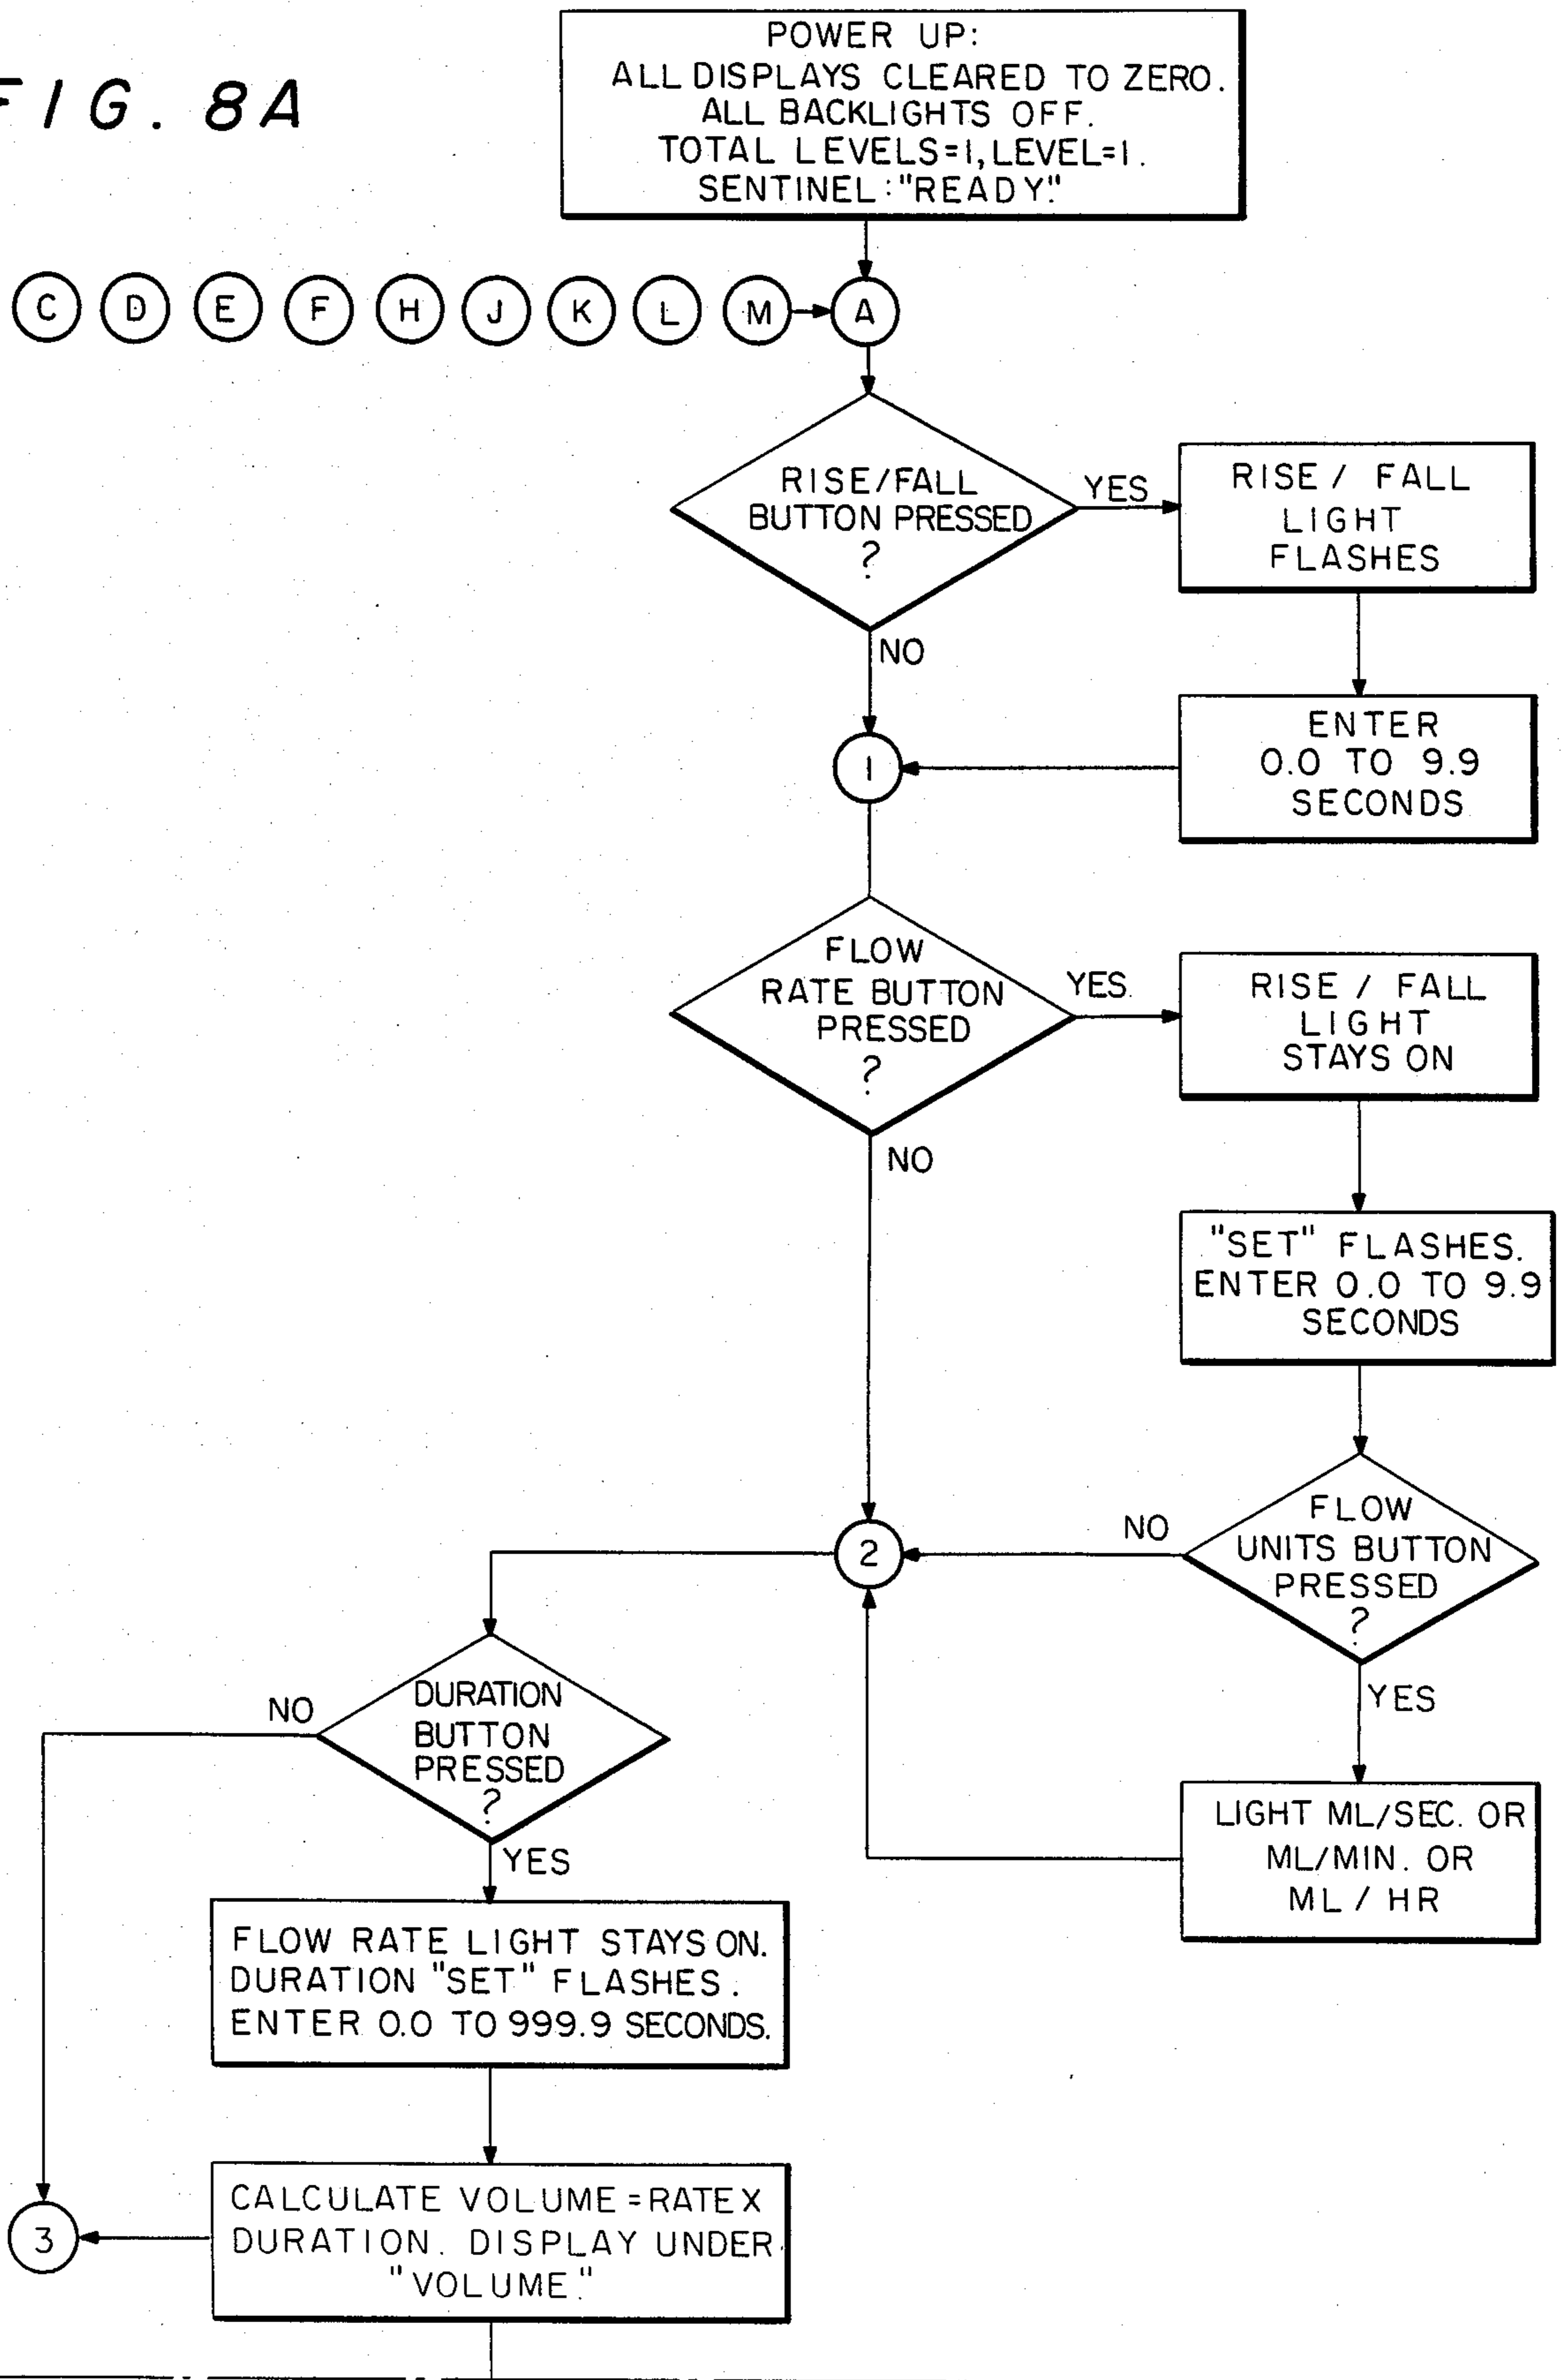 FIG. 8A
POWER UP:
ALL DISPLAYS CLEARED TO ZERO.
ALL BACKLIGHTS OFF.
TOTAL LEVELS=1, LEVEL=1.
SENTINEL:"READY."
C D E F H J K L M A
RISE/FALL
BUTTON PRESSED
?
YES
RISE / FALL
LIGHT
FLASHES
NO
ENTER
0.0 TO 9.9
SECONDS
1
FLOW
RATE BUTTON
PRESSED
?
YES
RISE / FALL
LIGHT
STAYS ON
NO
"SET" FLASHES.
ENTER 0.0 TO 9.9
SECONDS
FLOW
UNITS BUTTON
PRESSED
?
NO
2
YES
LIGHT ML/SEC. OR
ML/MIN. OR
ML / HR
DURATION
BUTTON
PRESSED
?
NO
YES
FLOW RATE LIGHT STAYS ON.
DURATION "SET" FLASHES.
ENTER 0.0 TO 999.9 SECONDS.
CALCULATE VOLUME = RATE X
DURATION. DISPLAY UNDER
"VOLUME."
3